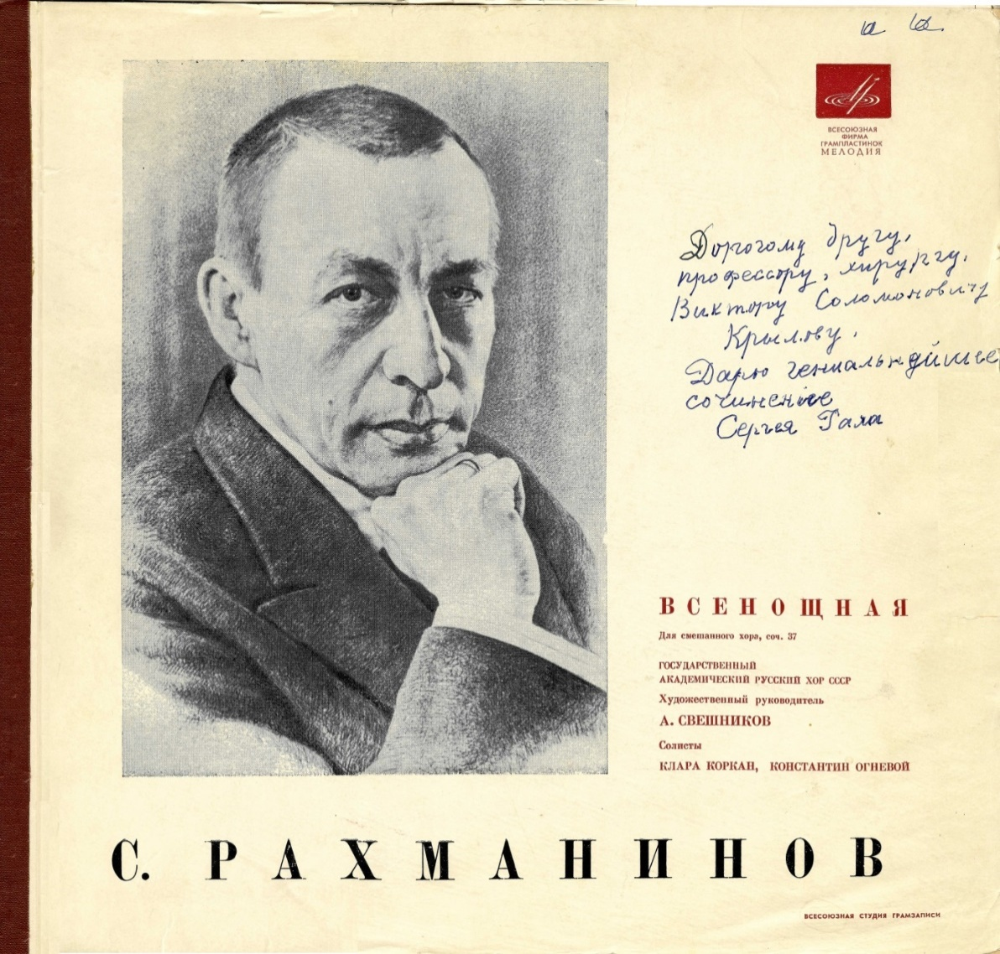 ВСЕСОЮЗНАЯ
ФИРМА
ГРАМПЛАСТИНОК
МЕЛОДИЯ
Дорогому другу,
профессору, хирургу,
Виктору Соломоновичу
Крылову.
Дарю гениальнейшее
сочинение
Сергея
ВСЕНОЩНАЯ
Для смешанного хора, соч. 37
ГОСУДАРСТВЕННЫЙ
АКАДЕМИЧЕСКИЙ РУССКИЙ ХОР СССР
Художественный руководитель
А. СВЕШНИКОВ
Солисты
КЛАРА КОРКАН, КОНСТАНТИН ОГНЕВОЙ
С. РАХМАНИНОВ
ВСЕСОЮЗНАЯ СТУДИЯ ГРАМЗАПИСИ